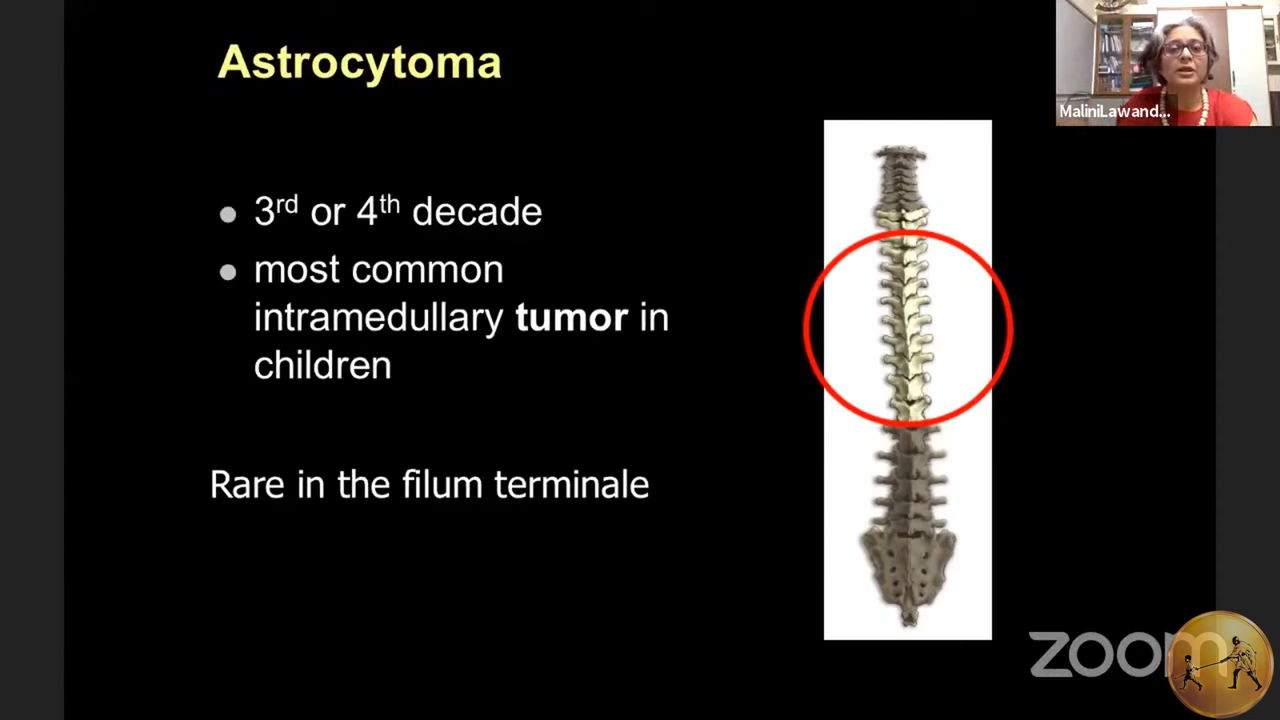 Astrocytoma
MaliniLawand...
3rd or 4th decade
most common
intramedullary tumor in
children
Rare in the filum terminale
zoom